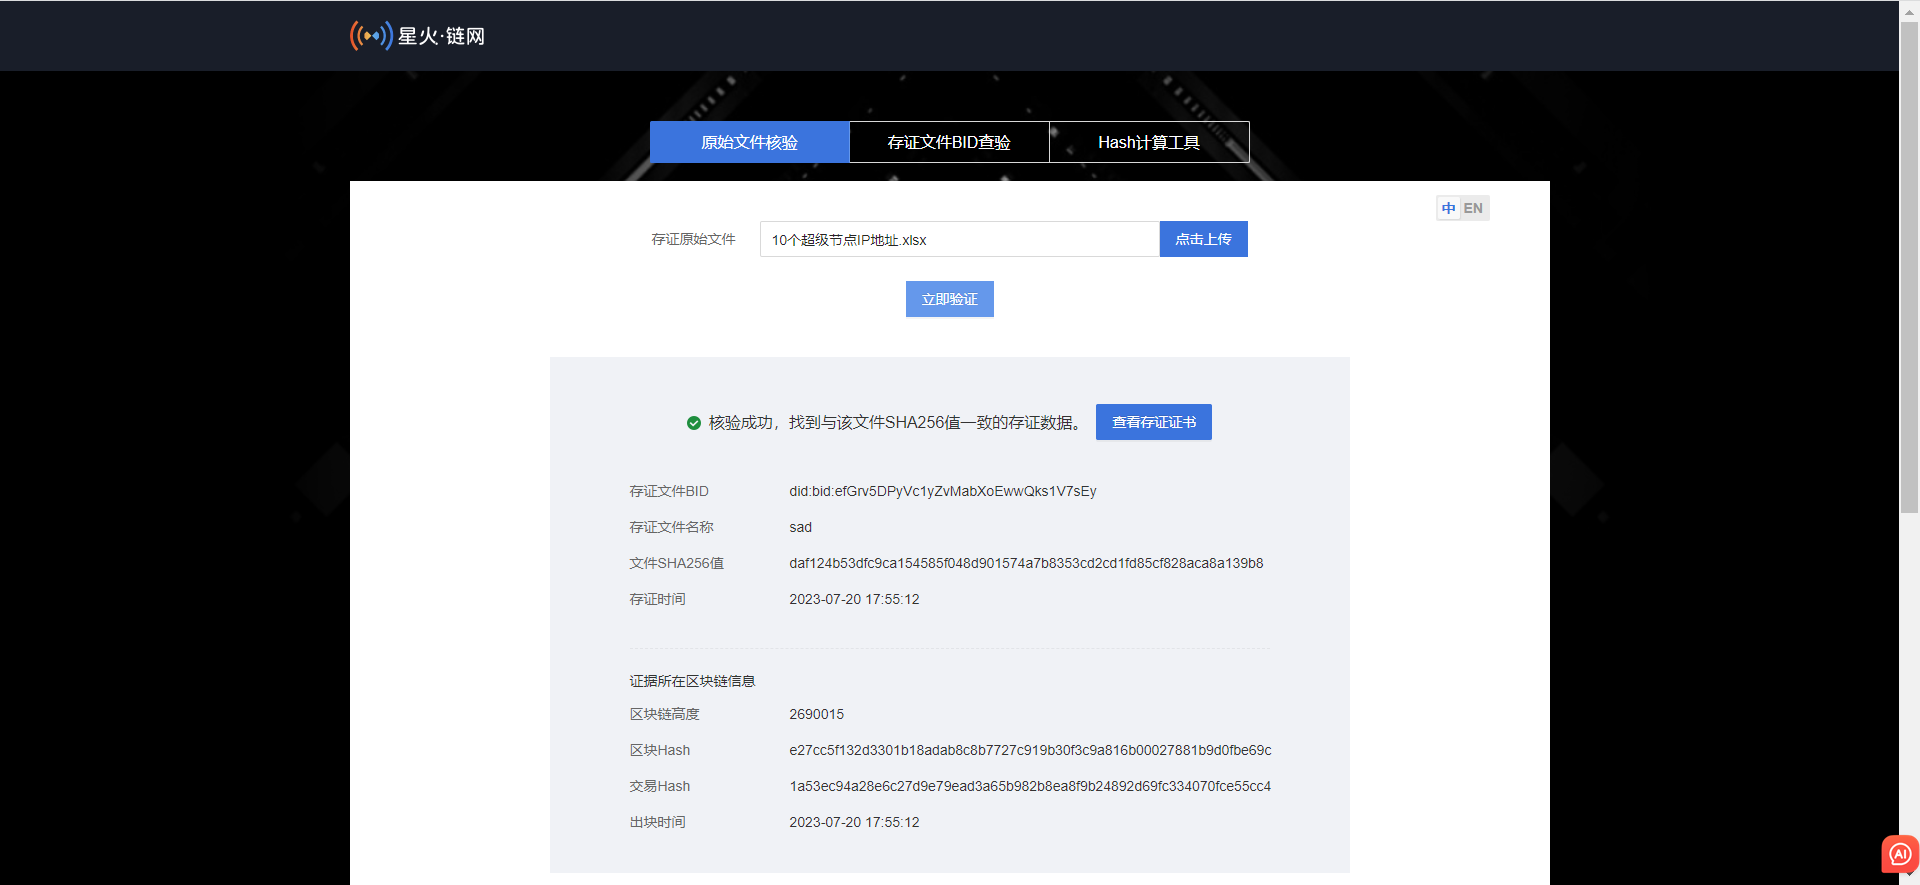 星火·链网
原始文件核验 存证文件BID查验 Hash计算工具
中 EN
存证原始文件 10个超级节点IP地址.xlsx 点击上传
立即验证
核验成功，找到与该文件SHA256值一致的存证数据。 查看存证证书
存证文件BID did:bid:efGrv5DPyVc1yZvMabXoEwwQks1V7sEy
存证文件名称 sad
文件SHA256值 daf124b53dfc9ca154585f048d901574a7b8353cd2cd1fd85cf828aca8a139b8
存证时间 2023-07-20 17:55:12
证据所在区块链信息
区块链高度 2690015
区块Hash e27cc5f132d3301b18adab8c8b7727c919b30f3c9a816b00027881b9d0fbe69c
交易Hash 1a53ec94a28e6c27d9e79ead3a65b982b8ea8f9b24892d69fc334070fce55cc4
出块时间 2023-07-20 17:55:12
AI